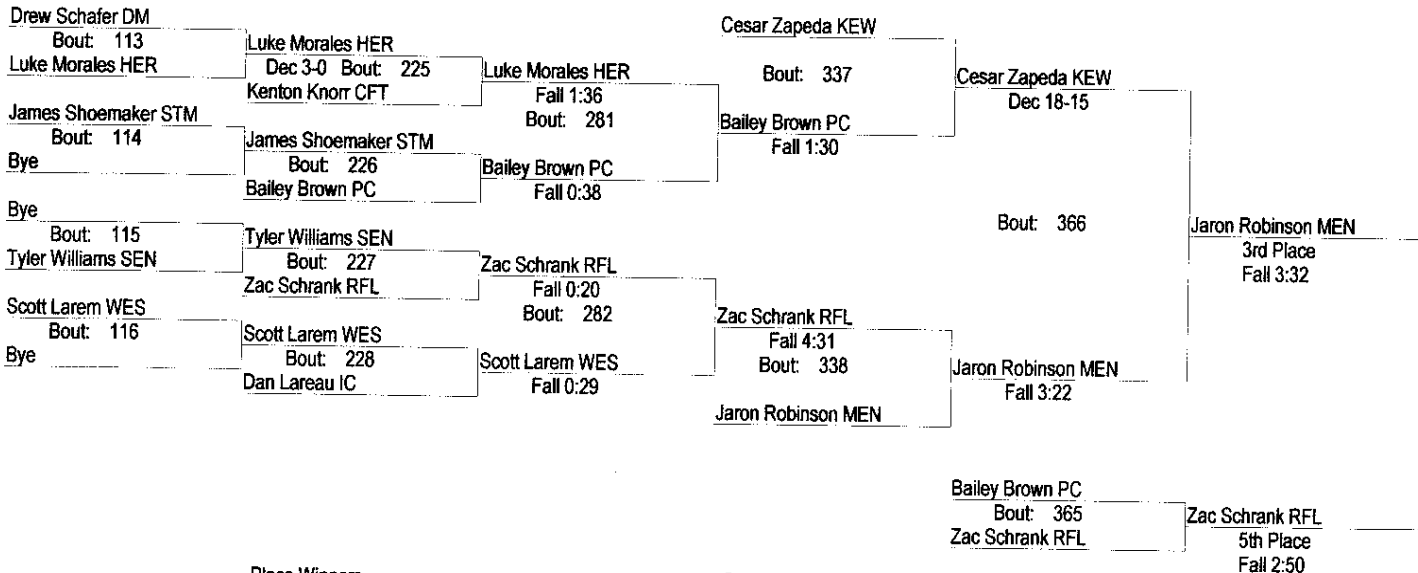 Drew Schafer DM
Bout: 113
Luke Morales HER
James Shoemaker STM
Bout: 114
Bye
Bye
Bout: 115
Tyler Williams SEN
Scott Larem WES
Bout: 116
Bye
Luke Morales HER
Dec 3-0 Bout: 225
Kenton Knorr CFT
James Shoemaker STM
Bout: 226
Bailey Brown PC
Tyler Williams SEN
Bout: 227
Zac Schrank RFL
Scott Larem WES
Bout: 228
Dan Lareau IC
Luke Morales HER
Fall 1:36
Bout: 281
Bailey Brown PC
Fall 0:38
Zac Schrank RFL
Fall 0:20
Bout: 282
Scott Larem WES
Fall 0:29
Cesar Zapeda KEW
Bout: 337
Bailey Brown PC
Fall 1:30
Zac Schrank RFL
Fall 4:31
Bout: 338
Jaron Robinson MEN
Cesar Zapeda KEW
Dec 18-15
Bout: 366
Jaron Robinson MEN
Fall 3:22
Jaron Robinson MEN
3rd Place
Fall 3:32
Bailey Brown PC
Bout: 365
Zac Schrank RFL
Zac Schrank RFL
5th Place
Fall 2:50